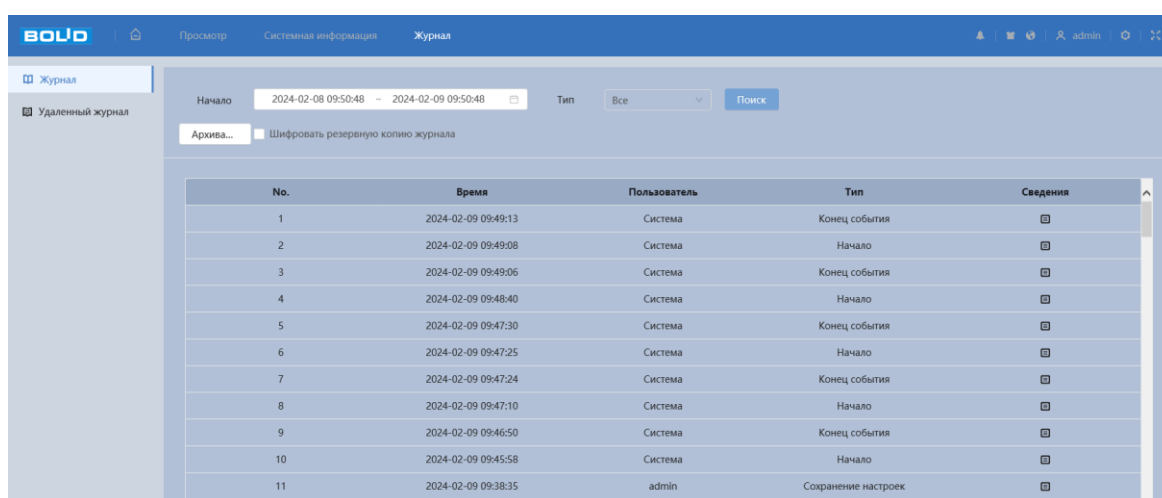 BOLID Просмотр Системная информация Журнал admin
Журнал
Удаленный журнал
Начало 2024-02-08 09:50:48 ~ 2024-02-09 09:50:48 Тип Все Поиск
Архива... Шифровать резервную копию журнала
No. Время Пользователь Тип Сведения
1 2024-02-09 09:49:13 Система Конец события
2 2024-02-09 09:49:08 Система Начало
3 2024-02-09 09:49:06 Система Конец события
4 2024-02-09 09:48:40 Система Начало
5 2024-02-09 09:47:30 Система Конец события
6 2024-02-09 09:47:25 Система Начало
7 2024-02-09 09:47:24 Система Конец события
8 2024-02-09 09:47:10 Система Начало
9 2024-02-09 09:46:50 Система Конец события
10 2024-02-09 09:45:58 Система Начало
11 2024-02-09 09:38:35 admin Сохранение настроек